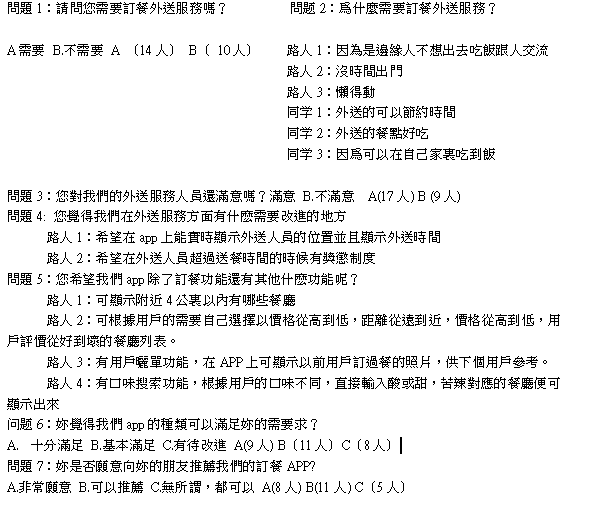 問題 1：請問您需要訂餐外送服務嗎？
問題 2：爲什麼需要訂餐外送服務？
A 需要 B.不需要 A （14 人） B（ 10 人）
路人 1：因為是邊緣人不想出去吃飯跟人交流
路人 2：沒時間出門
路人 3：懶得動
同学 1：外送的可以節約時間
同学 2：外送的餐點好吃
同学 3：因爲可以在自己家裏吃到飯
問題 3：您對我們的外送服務人員還滿意嗎？滿意 B.不滿意 A(17 人) B (9 人)
問題 4: 您覺得我們在外送服務方面有什麽需要改進的地方
路人 1：希望在 app 上能實時顯示外送人員的位置並且顯示外送時間
路人 2：希望在外送人員超過送餐時間的時候有獎懲制度
問題 5：您希望我們 app 除了訂餐功能還有其他什麽功能呢？
路人 1：可顯示附近 4 公裏以內有哪些餐廳
路人 2：可根據用戶的需要自己選擇以價格從高到低，距離從遠到近，價格從高到低，用
戶評價從好到壞的餐廳列表。
路人 3：有用戶曬單功能，在 APP 上可顯示以前用戶訂過餐的照片，供下個用戶參考。
路人 4：有口味搜索功能，根據用戶的口味不同，直接輸入酸或甜，苦辣對應的餐廳便可
顯示出來
问題 6：妳覺得我們 app 的種類可以滿足妳的需要求？
A. 十分滿足 B.基本滿足 C.有待改進 A(9 人) B（11 人）C（8 人）
問題 7：妳是否願意向妳的朋友推薦我們的訂餐 APP?
A.非常願意 B.可以推薦 C.無所謂，都可以 A(8 人) B(11 人) C（5 人）